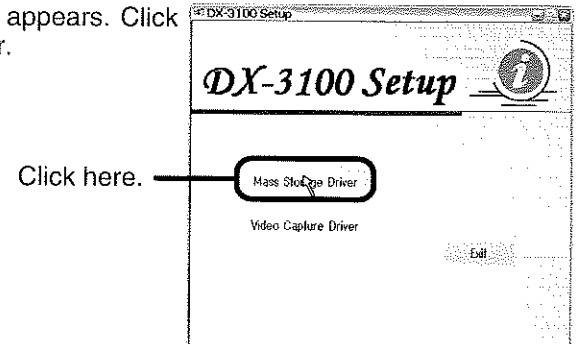 appears. Click
r.
DX-3100 Setup
DX-3100 Setup
Click here.
Mass Storage Driver
Video Capture Driver
Exit